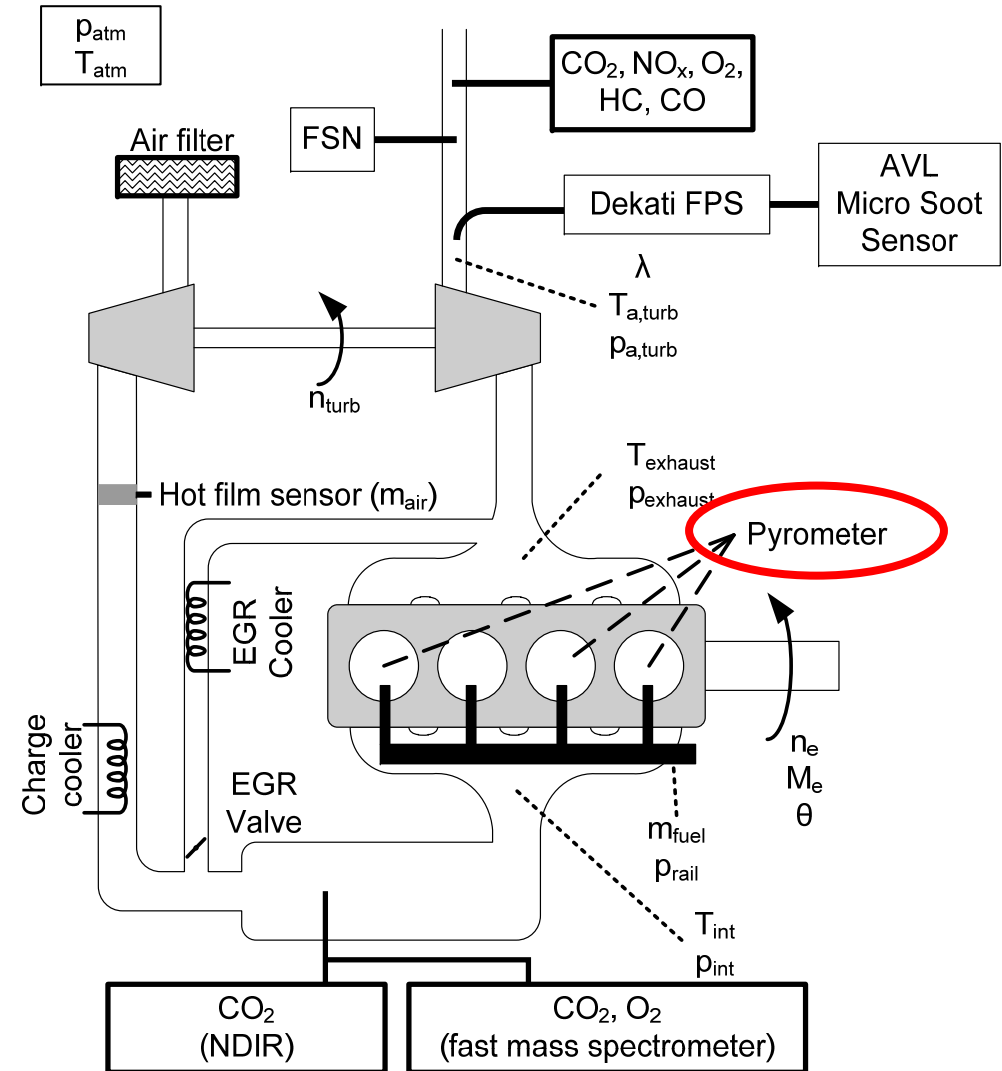 p_atm
T_atm
CO₂, NOₓ, O₂,
HC, CO
FSN
Air filter
Dekati FPS
AVL
Micro Soot
Sensor
λ
T_a,turb
p_a,turb
n_turb
T_exhaust
p_exhaust
Hot film sensor (m_air)
Pyrometer
EGR
Cooler
Charge
cooler
EGR
Valve
n_e
M_e
θ
m_fuel
p_rail
T_int
p_int
CO₂
(NDIR)
CO₂, O₂
(fast mass spectrometer)